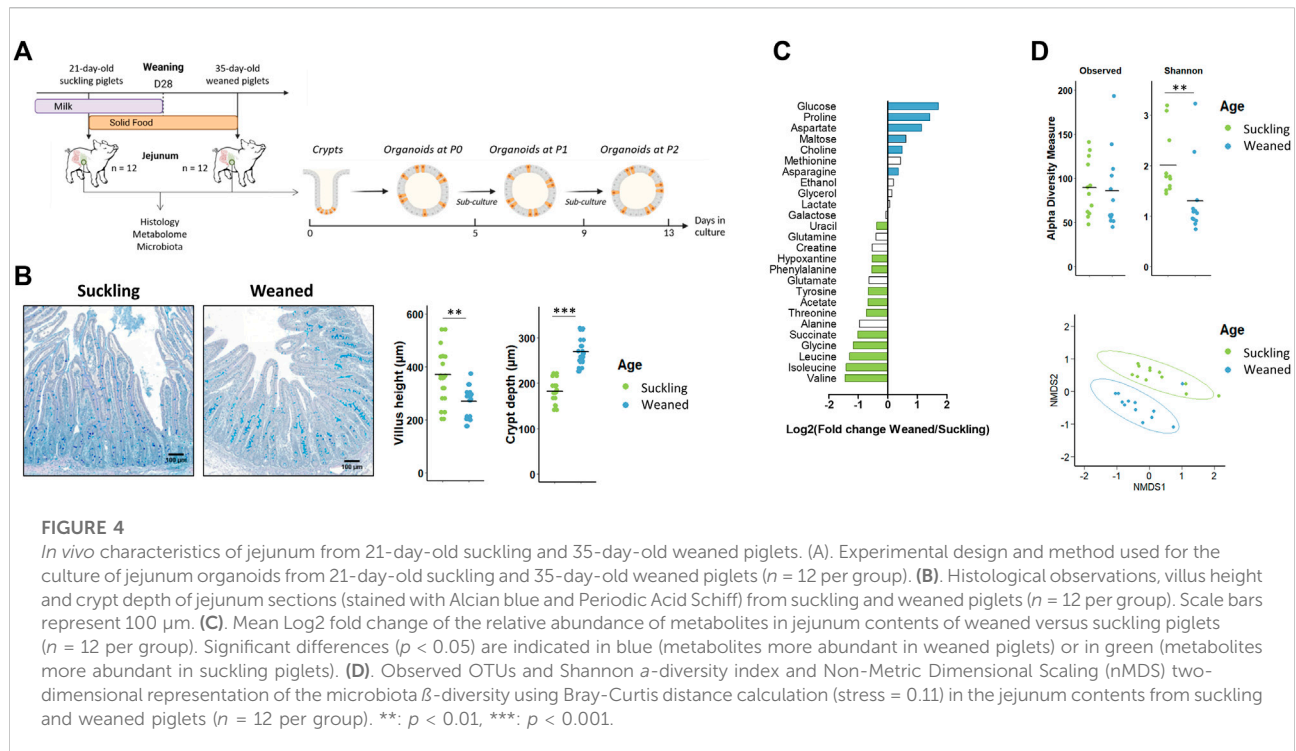 A
21-day-old
suckling piglets
Weaning
D28
35-day-old
weaned piglets
Milk
Solid Food
n = 12
Jejunum
n = 12
Histology
Metabolome
Microbiota
Crypts
Organoids at P0
Organoids at P1
Organoids at P2
Sub-culture
Sub-culture
0
5
9
13
Days in
culture
B
Suckling
Weaned
100 µm
100 µm
Villus height (µm)
600
400
200
0
**
Crypt depth (µm)
300
200
100
0
***
Age
Suckling
Weaned
C
Glucose
Proline
Aspartate
Maltose
Choline
Methionine
Asparagine
Ethanol
Glycerol
Lactate
Galactose
Uracil
Glutamine
Creatine
Hypoxantine
Phenylalanine
Glutamate
Tyrosine
Acetate
Threonine
Alanine
Succinate
Glycine
Leucine
Isoleucine
Valine
-2 -1 0 1 2
Log2(Fold change Weaned/Suckling)
D
Observed
Shannon
Alpha Diversity Measure
200
150
100
50
0
**
3
2
1
0
Age
Suckling
Weaned
NMDS2
2
1
0
-1
-2
-2 -1 0 1 2
NMDS1
Age
Suckling
Weaned
FIGURE 4
In vivo characteristics of jejunum from 21-day-old suckling and 35-day-old weaned piglets. (A). Experimental design and method used for the
culture of jejunum organoids from 21-day-old suckling and 35-day-old weaned piglets (n = 12 per group). (B). Histological observations, villus height
and crypt depth of jejunum sections (stained with Alcian blue and Periodic Acid Schiff) from suckling and weaned piglets (n = 12 per group). Scale bars
represent 100 µm. (C). Mean Log2 fold change of the relative abundance of metabolites in jejunum contents of weaned versus suckling piglets
(n = 12 per group). Significant differences (p < 0.05) are indicated in blue (metabolites more abundant in weaned piglets) or in green (metabolites
more abundant in suckling piglets). (D). Observed OTUs and Shannon a-diversity index and Non-Metric Dimensional Scaling (nMDS) two-
dimensional representation of the microbiota ß-diversity using Bray-Curtis distance calculation (stress = 0.11) in the jejunum contents from suckling
and weaned piglets (n = 12 per group). **: p < 0.01, ***: p < 0.001.